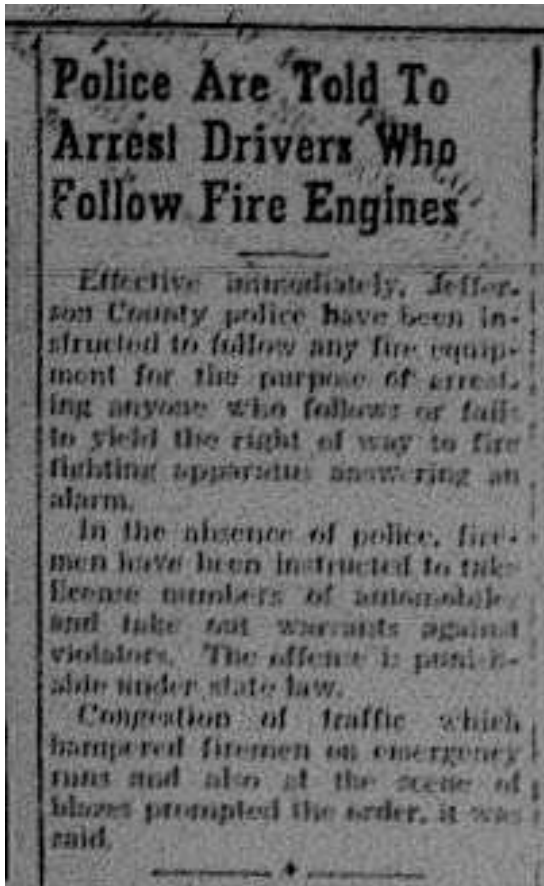 Police Are Told To
Arrest Drivers Who
Follow Fire Engines
Effective immediately, Jeffer-
son County police have been in-
structed to follow any fire equip-
ment for the purpose of arrest-
ing anyone who follows or fails
to yield the right of way to fire
fighting apparatus answering an
alarm.
In the absence of police, fire-
men have been instructed to take
license numbers of automobiles
and take out warrants against
violators. The offense is punish-
able under state law.
Congestion of traffic which
hampered firemen on emergency
runs and also at the scene of
blazes prompted the order, it was
said.